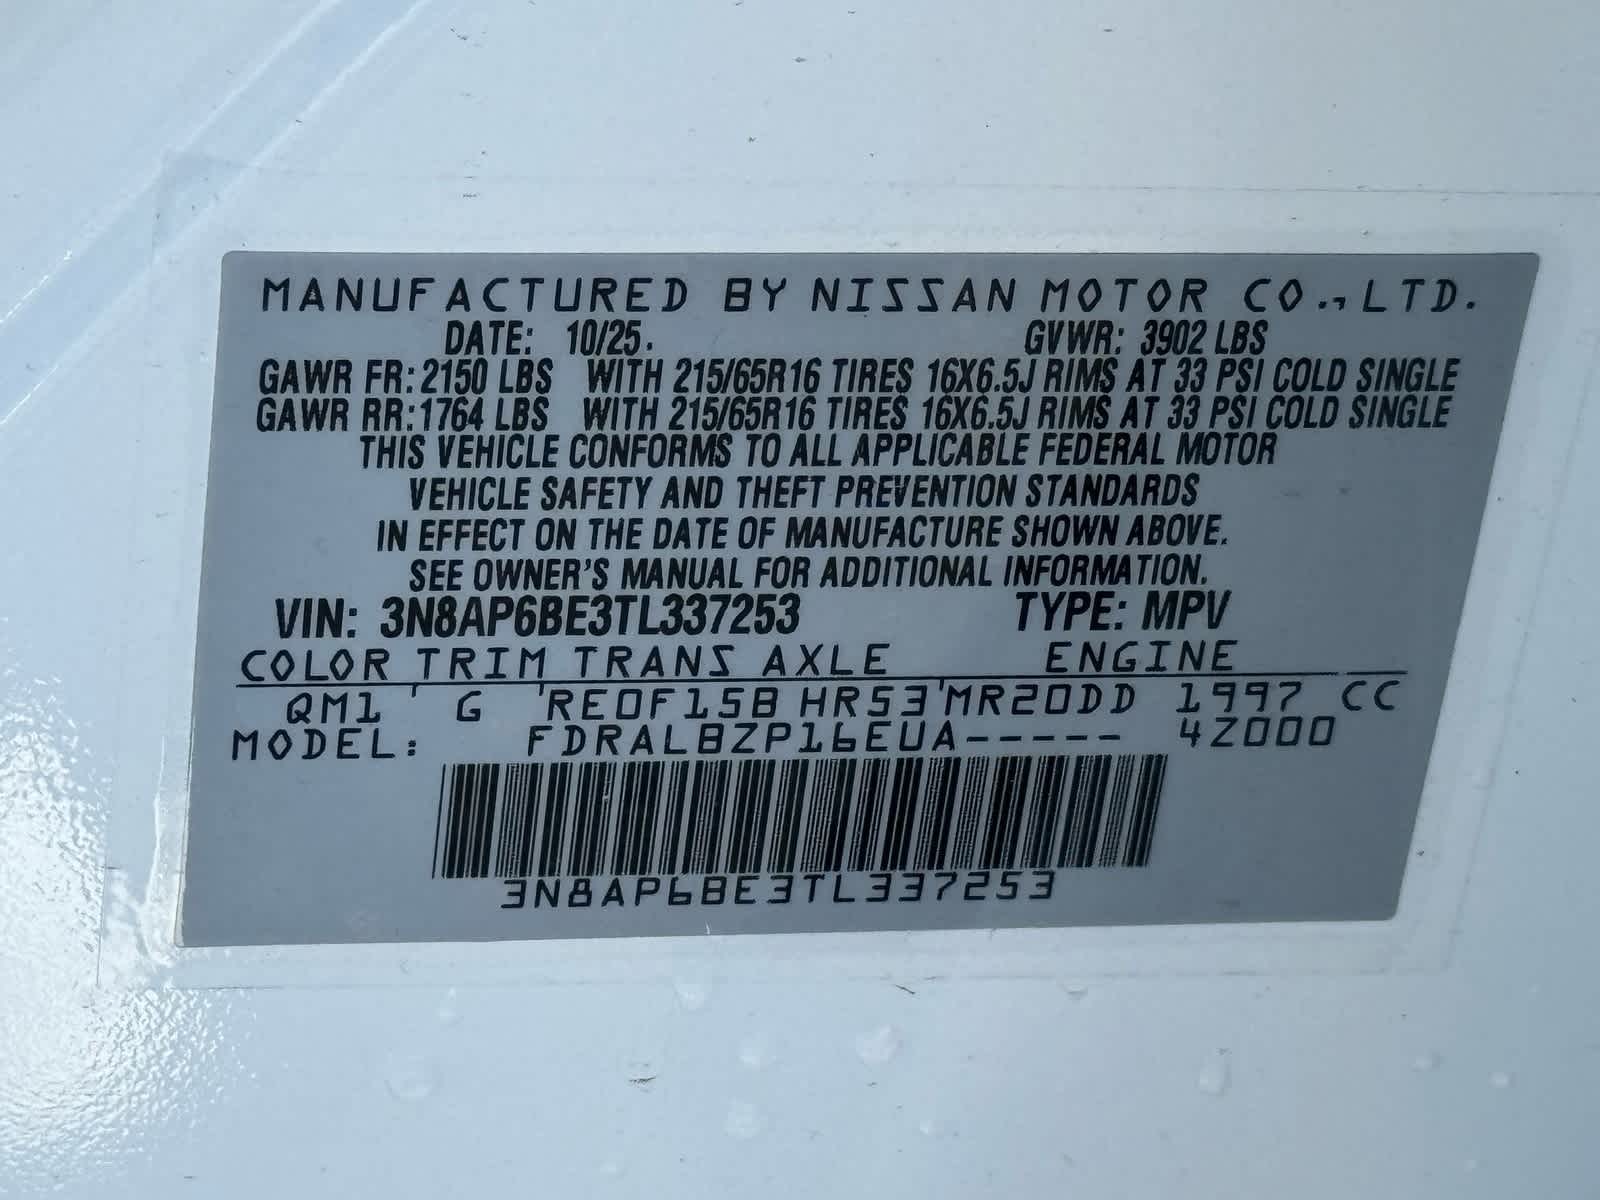 MANUFACTURED BY NISSAN MOTOR CO., LTD.
DATE: 10/25. GVWR: 3902 LBS
GAWR FR: 2150 LBS WITH 215/65R16 TIRES 16X6.5J RIMS AT 33 PSI COLD SINGLE
GAWR RR: 1764 LBS WITH 215/65R16 TIRES 16X6.5J RIMS AT 33 PSI COLD SINGLE
THIS VEHICLE CONFORMS TO ALL APPLICABLE FEDERAL MOTOR
VEHICLE SAFETY AND THEFT PREVENTION STANDARDS
IN EFFECT ON THE DATE OF MANUFACTURE SHOWN ABOVE.
SEE OWNER'S MANUAL FOR ADDITIONAL INFORMATION.
VIN: 3N8AP6BE3TL337253 TYPE: MPV
COLOR TRIM TRANS AXLE ENGINE
QM1 G RE0F15B HR53 MR20DD 1997 CC
MODEL: FDRALBZP16EUA----- 4Z000
3N8AP6BE3TL337253